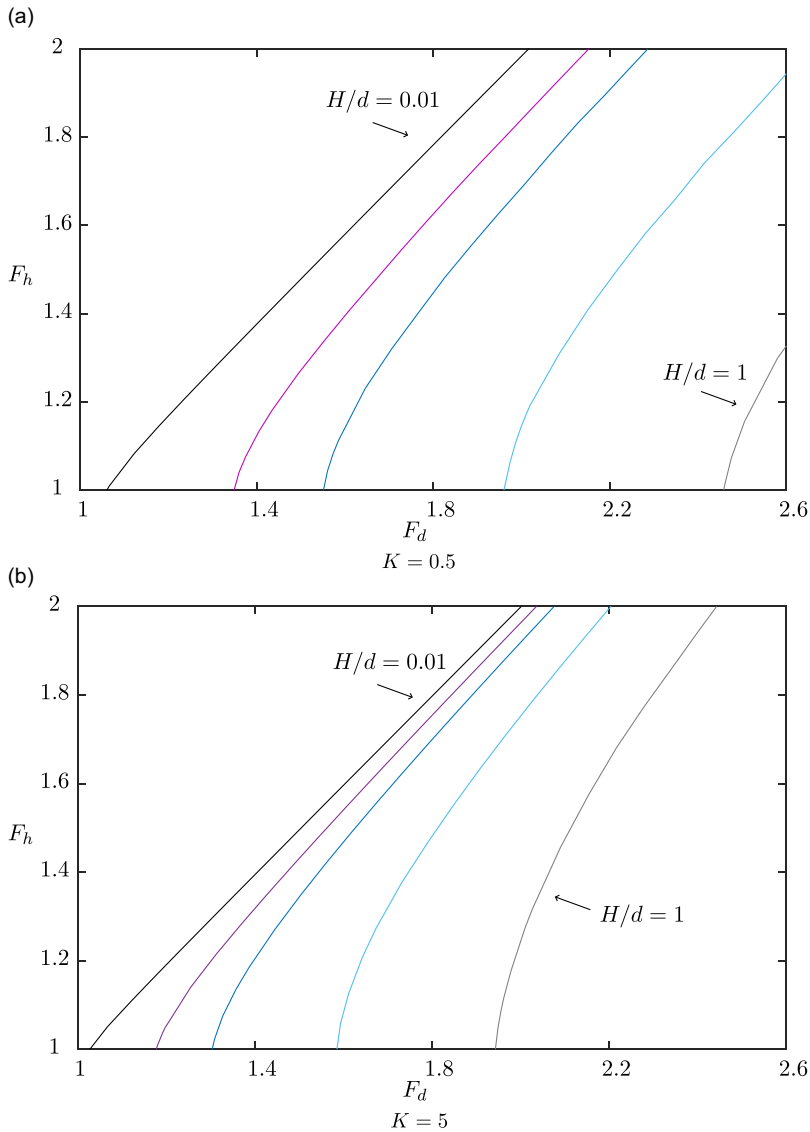 (a)
2
H/d = 0.01
1.8
1.6
F_h
1.4
H/d = 1
1.2
1
1 1.4 1.8 2.2 2.6
F_d
K = 0.5
(b)
2
H/d = 0.01
1.8
1.6
F_h
1.4
H/d = 1
1.2
1
1 1.4 1.8 2.2 2.6
F_d
K = 5